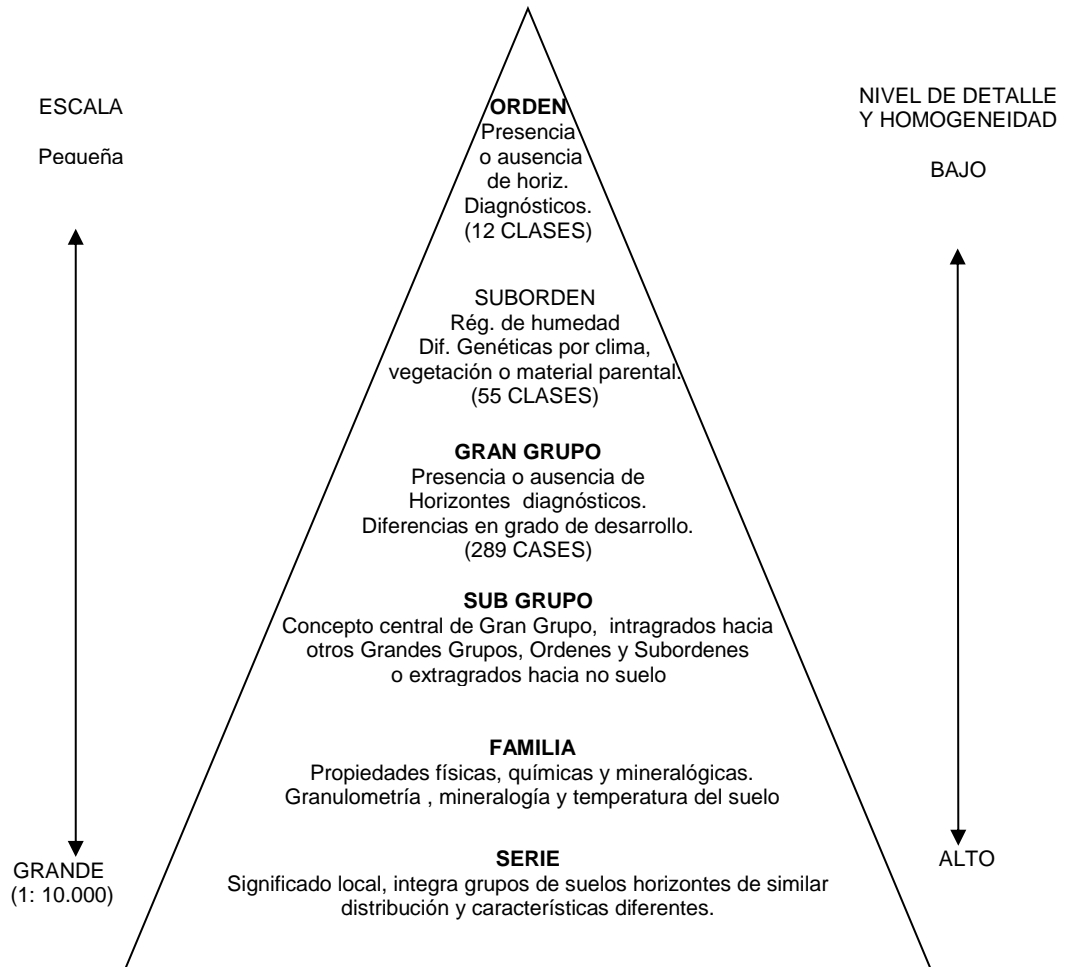 ESCALA
Pequeña
GRANDE
(1: 10.000)
ORDEN
Presencia
o ausencia
de horiz.
Diagnósticos.
(12 CLASES)
SUBORDEN
Rég. de humedad
Dif. Genéticas por clima,
vegetación o material parental.
(55 CLASES)
GRAN GRUPO
Presencia o ausencia de
Horizontes diagnósticos.
Diferencias en grado de desarrollo.
(289 CASES)
SUB GRUPO
Concepto central de Gran Grupo, intragrados hacia
otros Grandes Grupos, Ordenes y Subordenes
o extragrados hacia no suelo
FAMILIA
Propiedades físicas, químicas y mineralógicas.
Granulometría , mineralogía y temperatura del suelo
SERIE
Significado local, integra grupos de suelos horizontes de similar
distribución y características diferentes.
NIVEL DE DETALLE
Y HOMOGENEIDAD
BAJO
ALTO